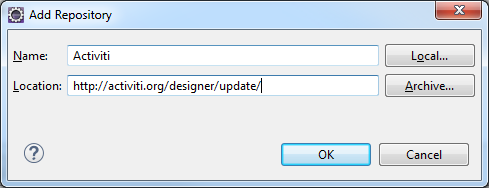 Add Repository
Name: Activiti Local...
Location: http://activiti.org/designer/update/ Archive...
? OK Cancel